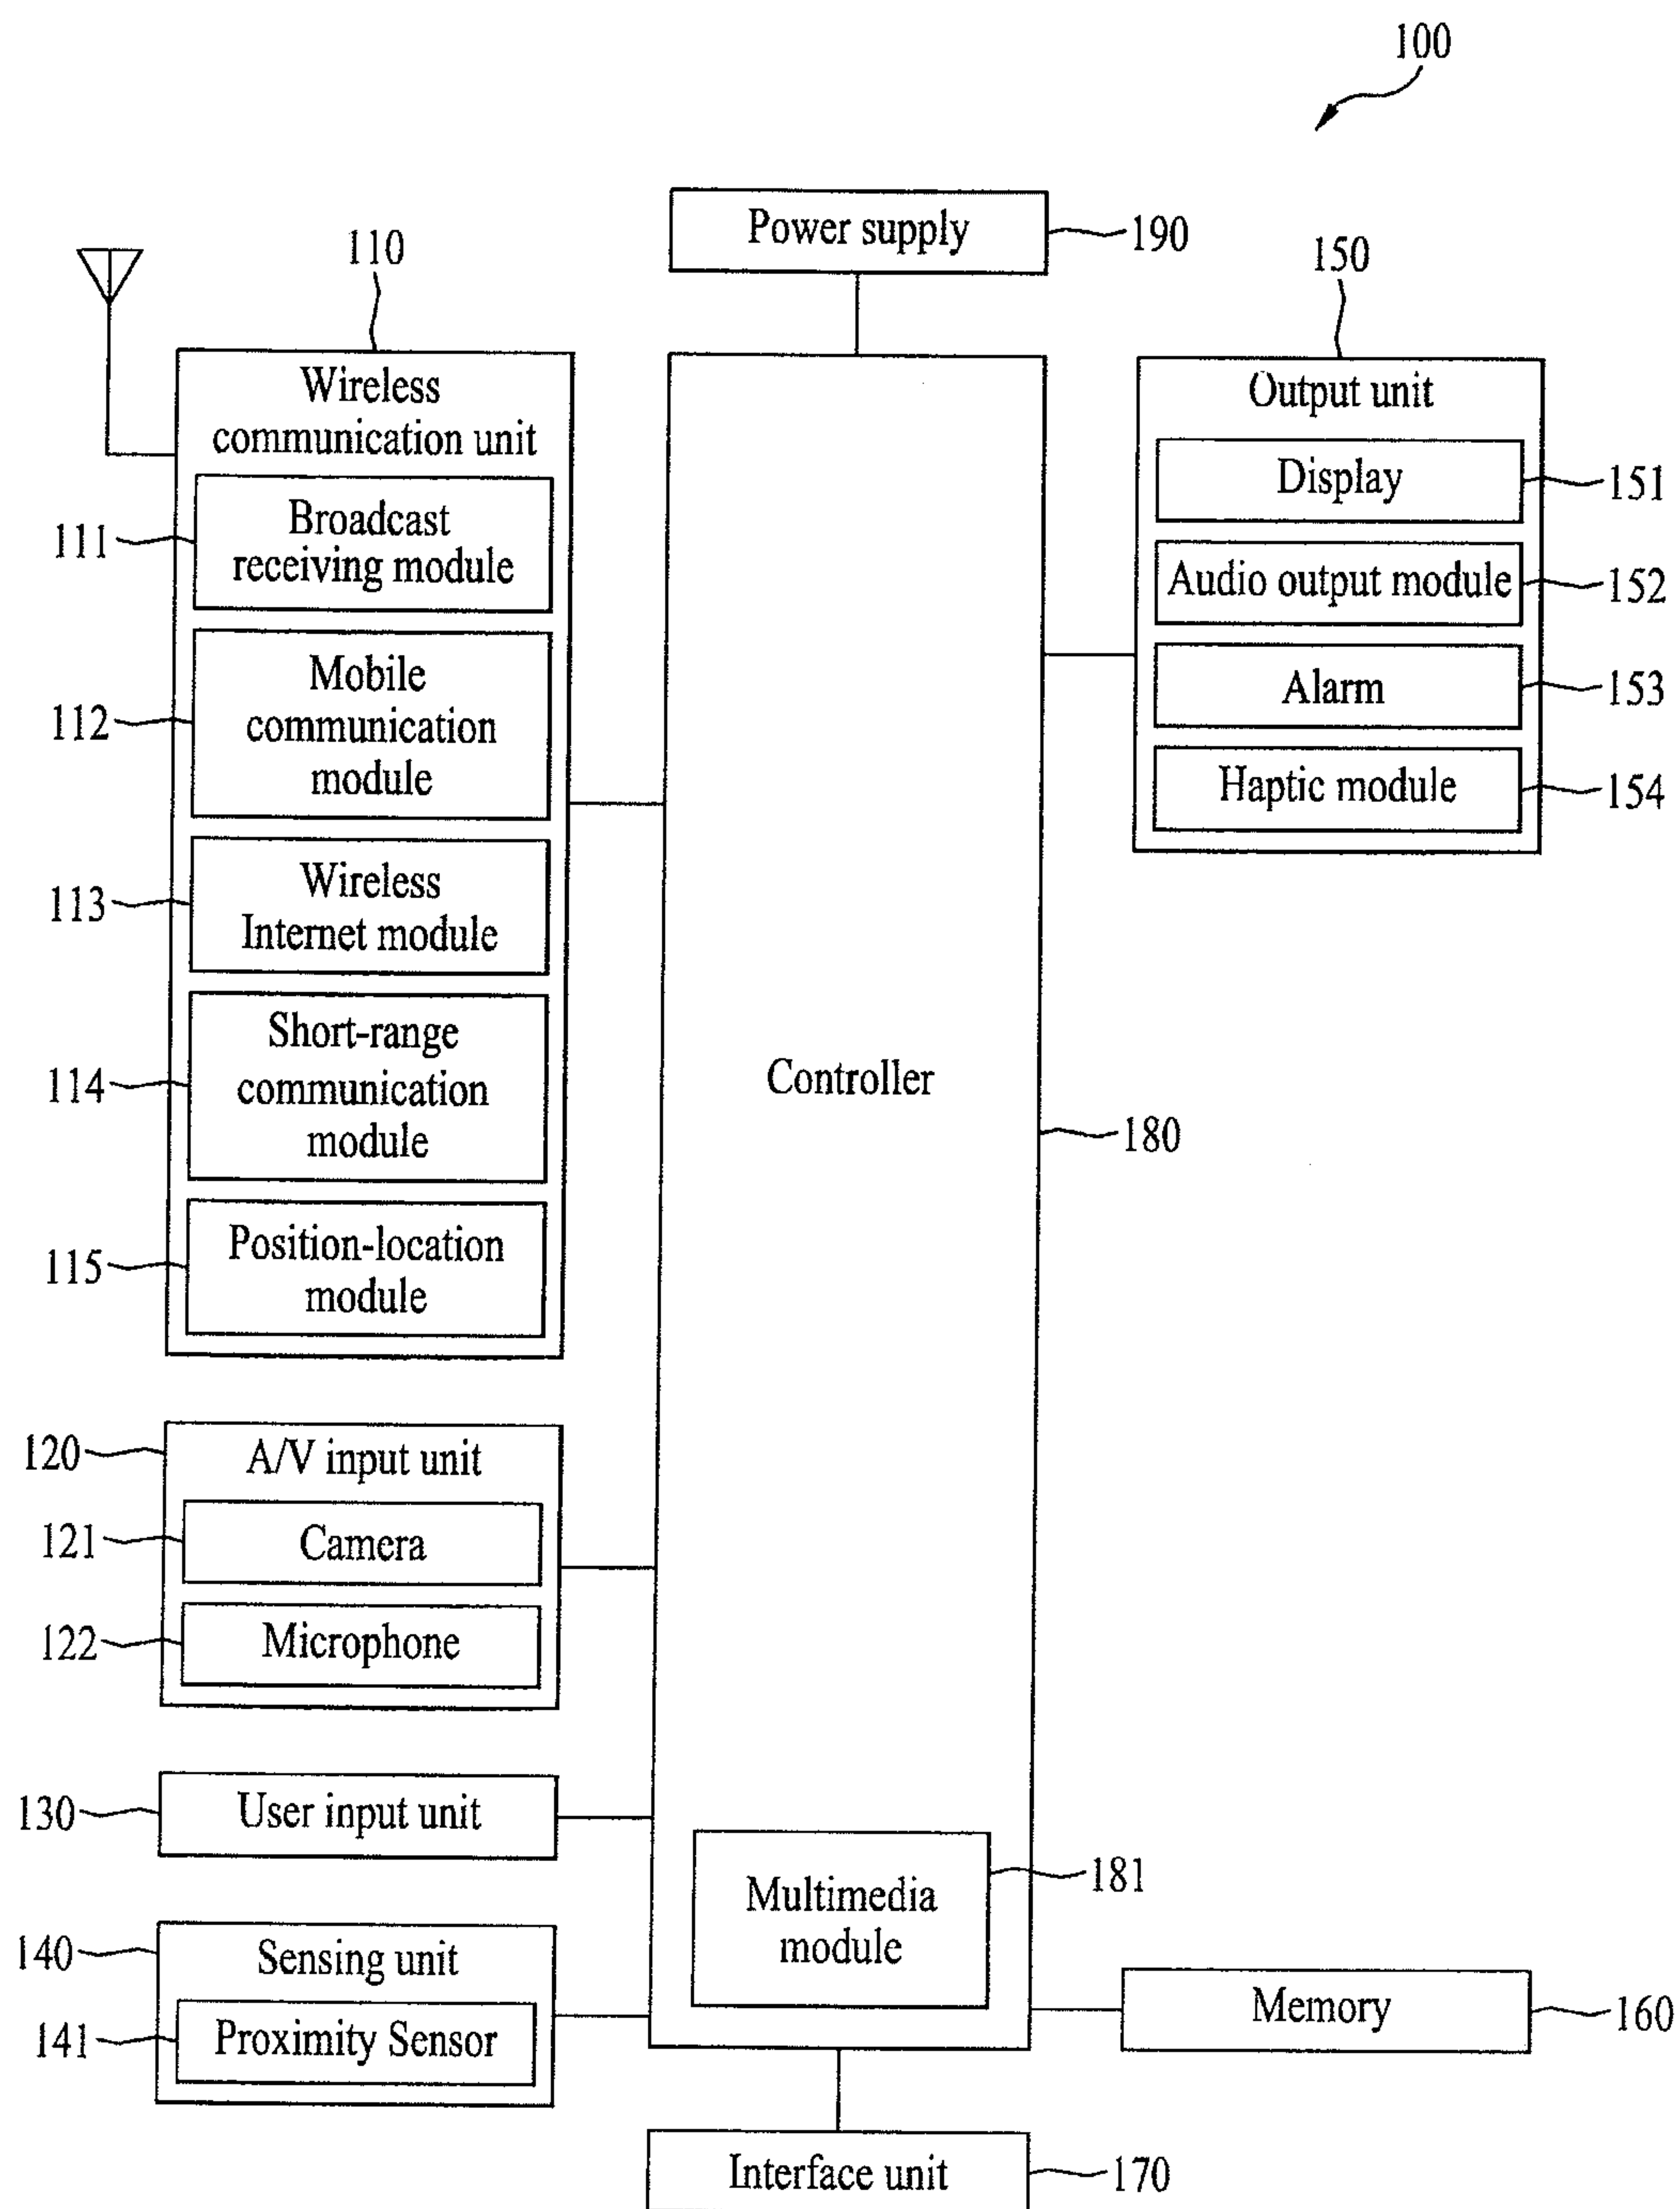 100
Power supply
190
110
150
Wireless
communication unit
Output unit
Broadcast
receiving module
111
Display
151
Audio output module
152
Mobile
communication
module
112
Alarm
153
Haptic module
154
Wireless
Internet module
113
Short-range
communication
module
114
Controller
180
Position-location
module
115
120
A/V input unit
121
Camera
122
Microphone
130
User input unit
Multimedia
module
181
140
Sensing unit
141
Proximity Sensor
Memory
160
Interface unit
170